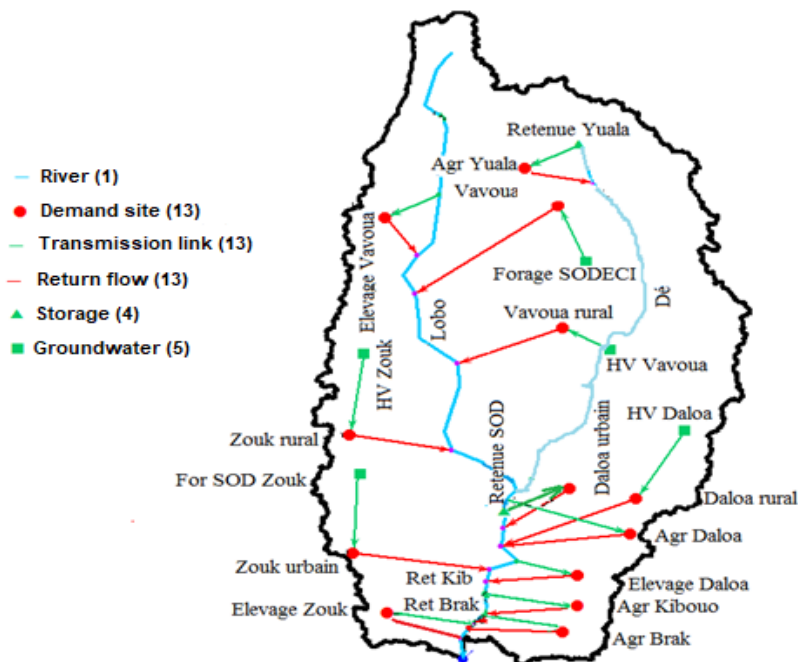 River (1)
Demand site (13)
Transmission link (13)
Return flow (13)
Storage (4)
Groundwater (5)
Retenue Yuala
Agr Yuala
Vavoua
Elevage Vavoua
Forage SODECI
Dé
Lobo
Vavoua rural
HV Vavoua
HV Zouk
HV Daloa
Zouk rural
Retenue SOD
Daloa urbain
For SOD Zouk
Daloa rural
Agr Daloa
Zouk urbain
Ret Kib
Elevage Daloa
Elevage Zouk
Ret Brak
Agr Kibouo
Agr Brak